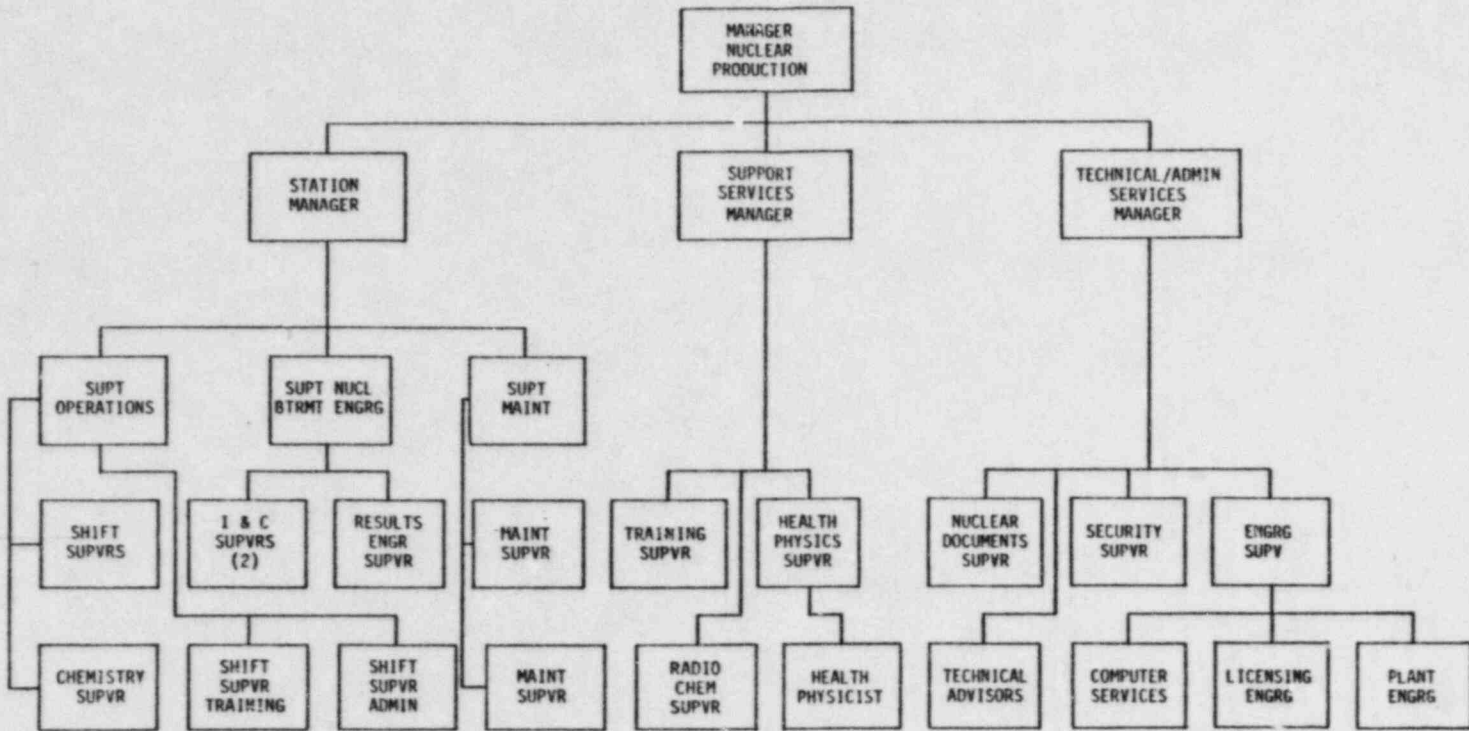 MANAGER
NUCLEAR
PRODUCTION
STATION
MANAGER
SUPPORT
SERVICES
MANAGER
TECHNICAL/ADMIN
SERVICES
MANAGER
SUPT
OPERATIONS
SUPT NUCL
BTRMT ENGRG
SUPT
MAINT
SHIFT
SUPVRS
I & C
SUPVRS
(2)
RESULTS
ENGR
SUPVR
MAINT
SUPVR
TRAINING
SUPVR
HEALTH
PHYSICS
SUPVR
NUCLEAR
DOCUMENTS
SUPVR
SECURITY
SUPVR
ENGRG
SUPV
CHEMISTRY
SUPVR
SHIFT
SUPVR
TRAINING
SHIFT
SUPVR
ADMIN
MAINT
SUPVR
RADIO
CHEM
SUPVR
HEALTH
PHYSICIST
TECHNICAL
ADVISORS
COMPUTER
SERVICES
LICENSING
ENGRG
PLANT
ENGRG